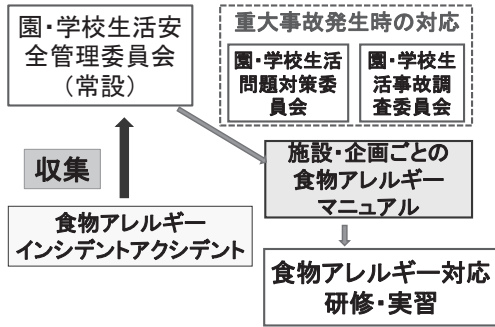 園・学校生活安
全管理委員会
（常設）
重大事故発生時の対応
園・学校生活
問題対策委
員会
園・学校生
活事故調
査委員会
収集
施設・企画ごとの
食物アレルギー
マニュアル
食物アレルギー
インシデントアクシデント
食物アレルギー対応
研修・実習